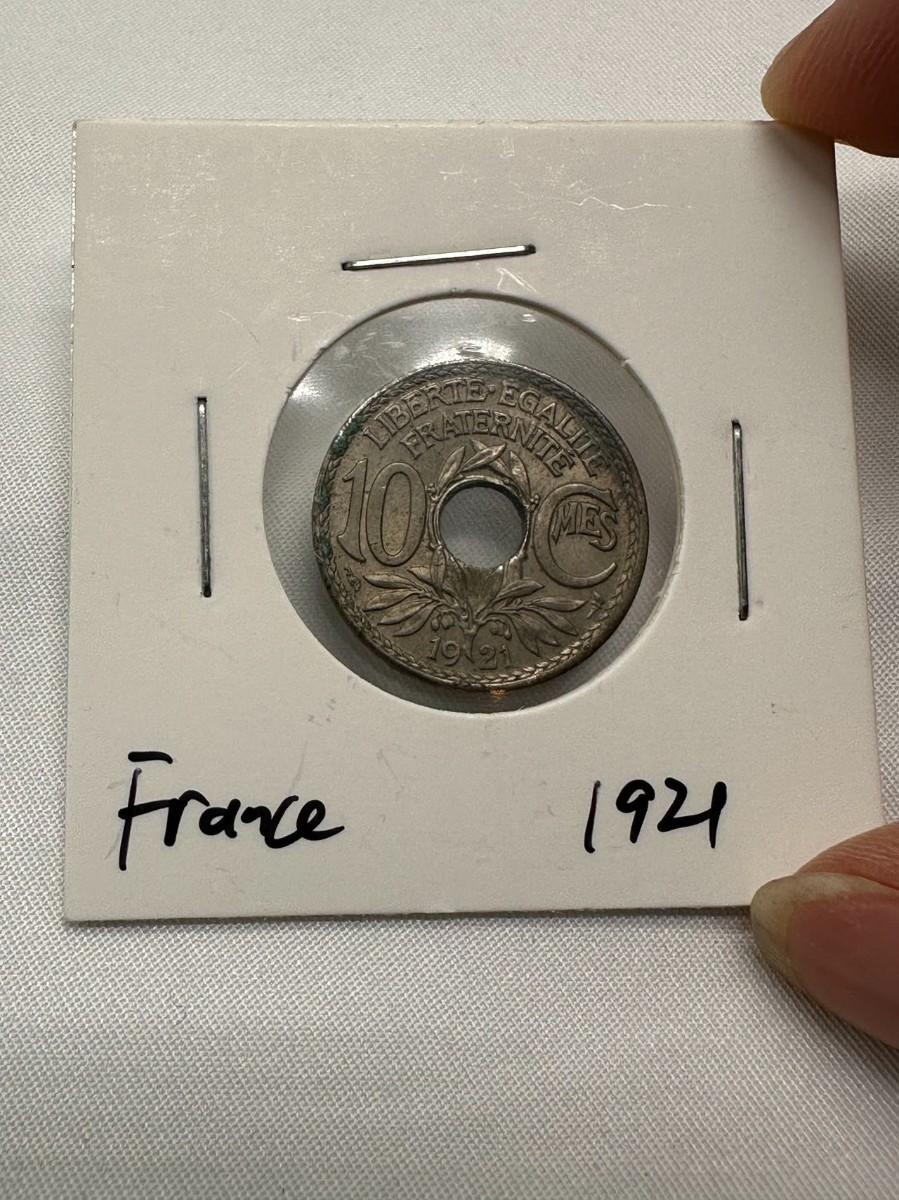 LIBERTE·EGALITE
FRATERNITE
10 CMES
1921
France 1921